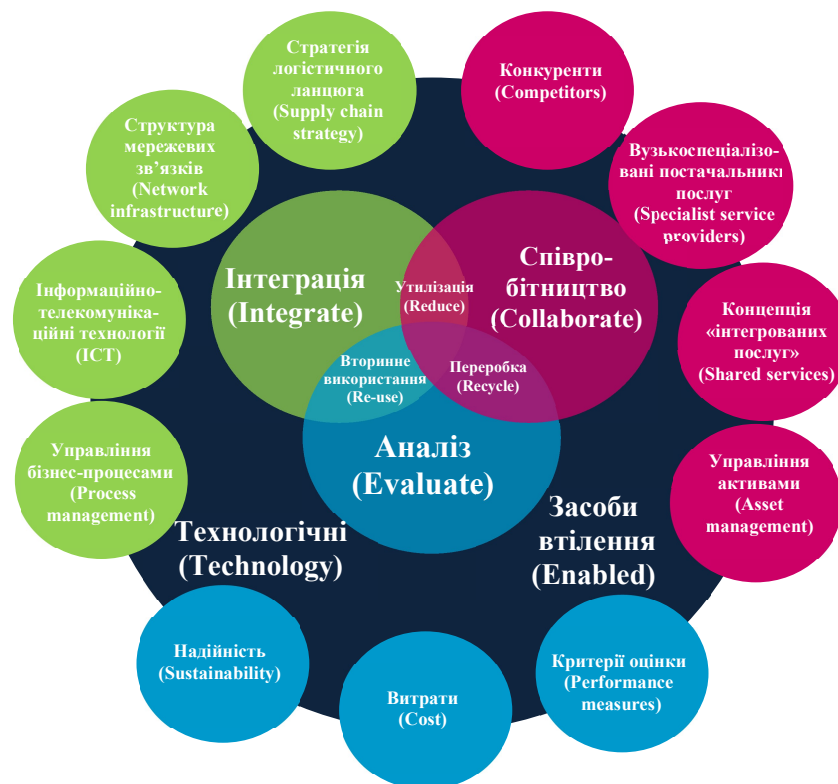 Стратегія
логістичного
ланцюга
(Supply chain
strategy)
Конкуренти
(Competitors)
Структура
мережевих
зв’язків
(Network
infrastructure)
Вузькоспеціалізо-
вані постачальники
послуг
(Specialist service
providers)
Інтеграція
(Integrate)
Утилізація
(Reduce)
Співро-
бітництво
(Collaborate)
Інформаційно-
телекомуніка-
ційні технології
(ICT)
Концепція
«інтегрованих
послуг»
(Shared services)
Вторинне
використання
(Re-use)
Переробка
(Recycle)
Аналіз
(Evaluate)
Управління
бізнес-процесами
(Process
management)
Управління
активами
(Asset
management)
Технологічні
(Technology)
Засоби
втілення
(Enabled)
Надійність
(Sustainability)
Витрати
(Cost)
Критерії оцінки
(Performance
measures)